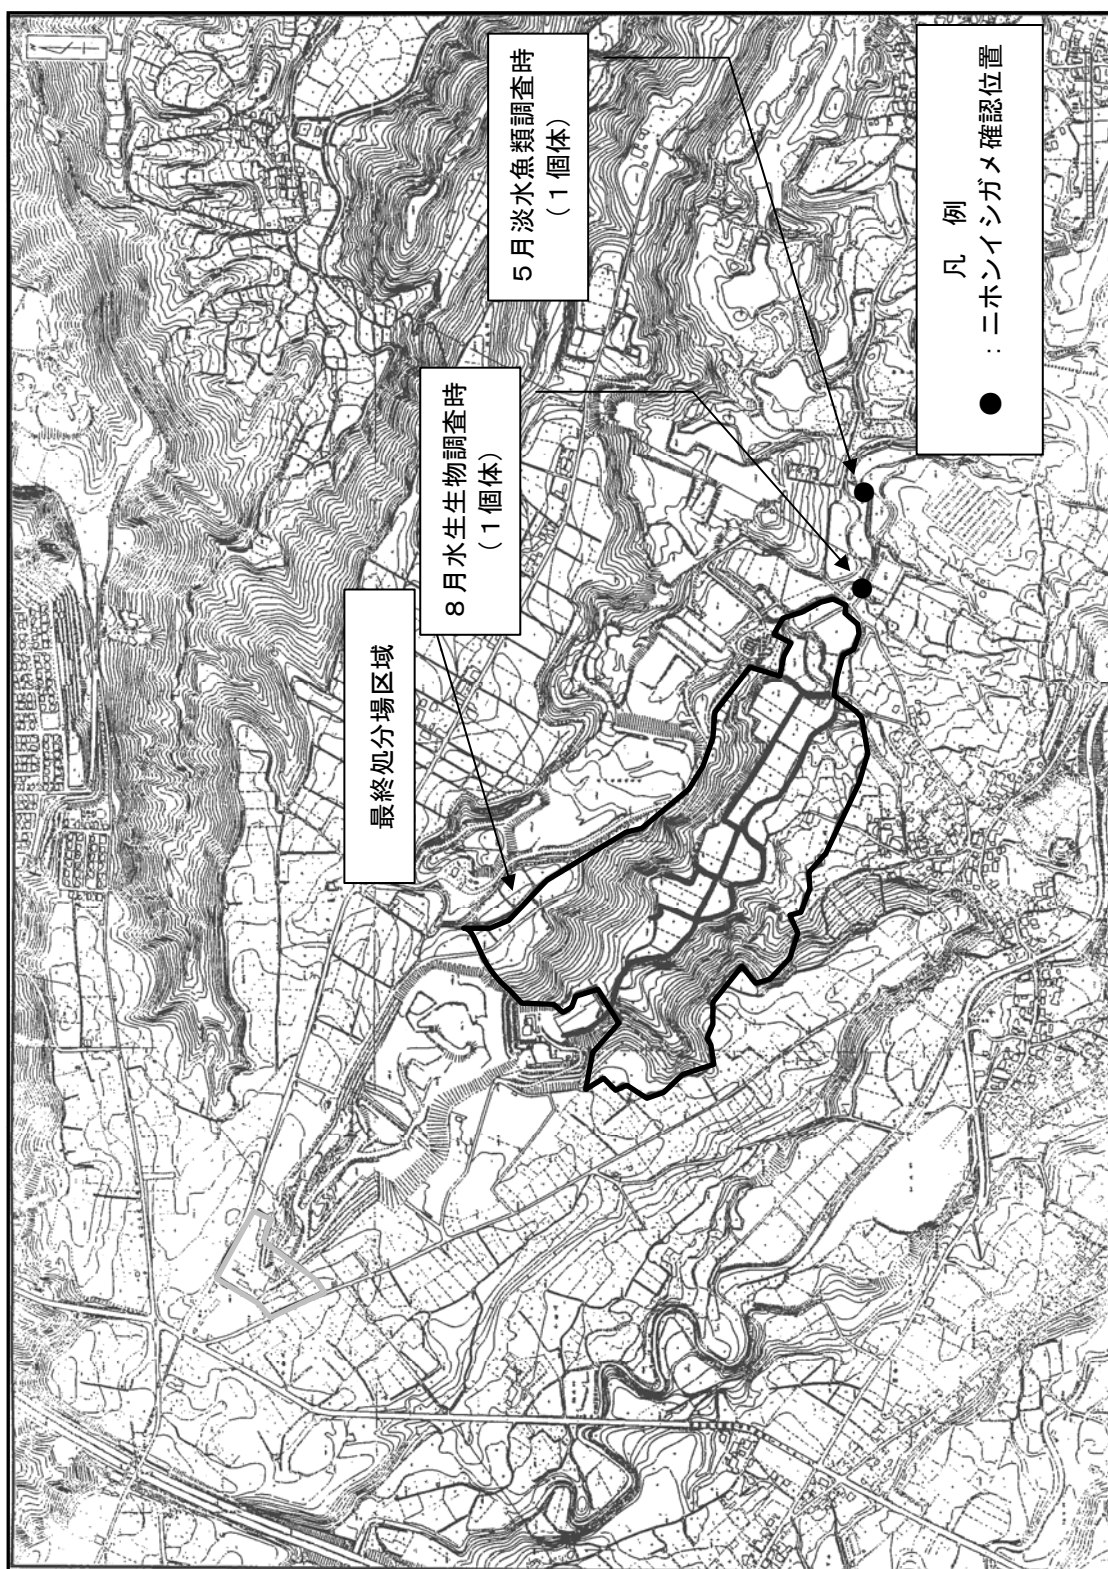 最終処分場区域
8月水生生物調査時
（1個体）
5月淡水魚類調査時
（1個体）
凡　例
● ：ニホンイシガメ確認位置